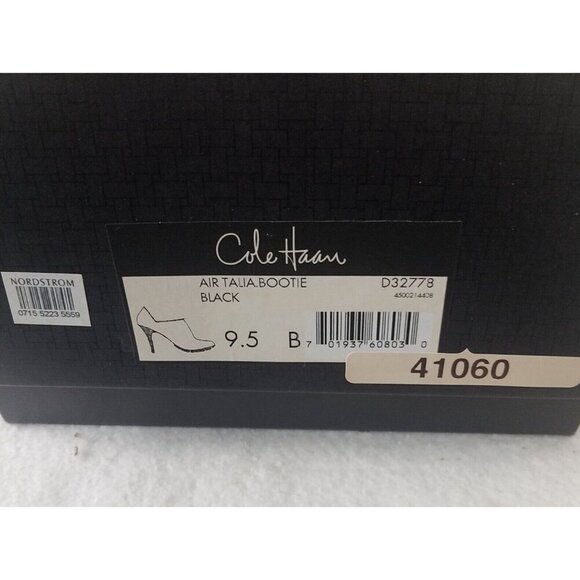 Cole Haan
AIR TALIA.BOOTIE D32778
BLACK 4500214408
NORDSTROM
0715 5223 5559
9.5 B
7 01937 60803 0
41060